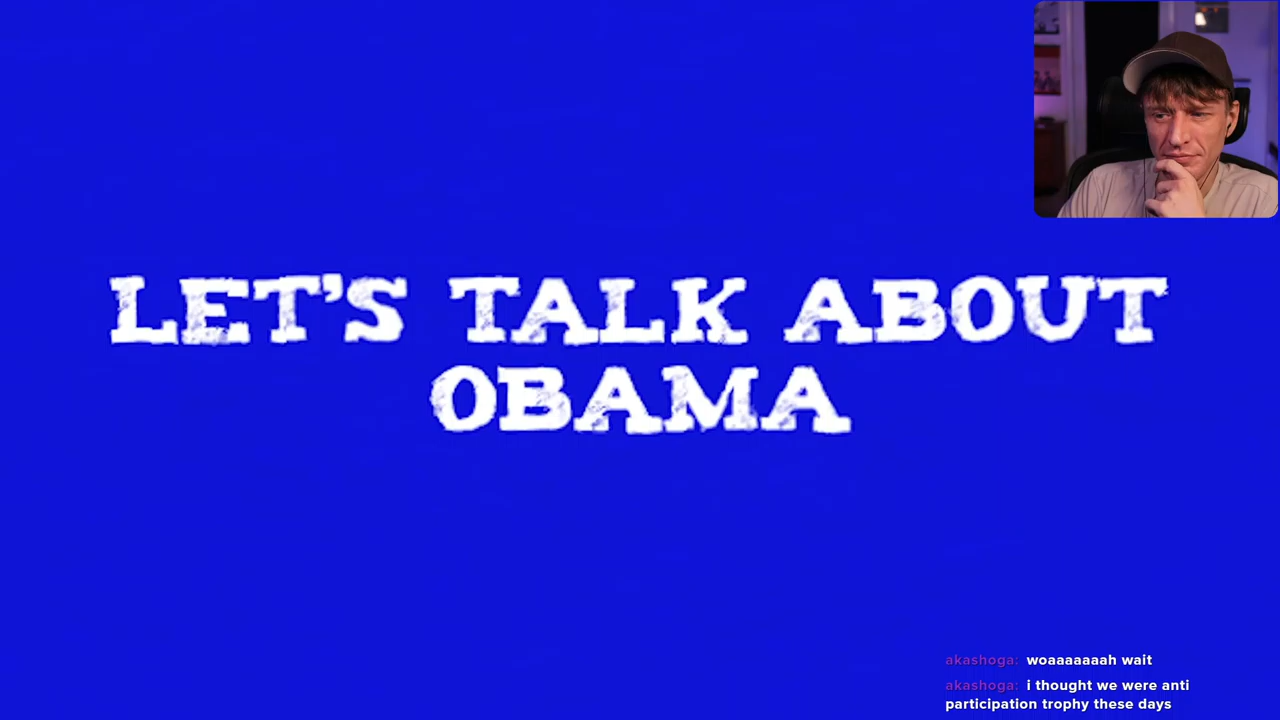 LET'S TALK ABOUT
OBAMA
akashoga: woaaaaaaah wait
akashoga: i thought we were anti
participation trophy these days